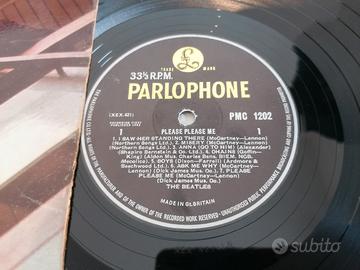 TRADE MARK
33⅓ R.P.M.
PARLOPHONE
PMC 1202
(XEX.421)
1 PLEASE PLEASE ME 1
1. I SAW HER STANDING THERE (McCartney—Lennon)
(Northern Songs Ltd.) 2. MISERY (McCartney—Lennon)
(Northern Songs Ltd.) 3. ANNA (GO TO HIM) (Alexander)
(Shapiro Bernstein & Co. Ltd.) 4. CHAINS (Goffin-
King) (Aldon Mus. Charles Bens, BIEM, NCB,
5. BOYS (Dixon—Farrell) (Ardmore &
Beechwood Ltd.) 6. ASK ME WHY (McCartney—Lennon)
(Dick James Mus. Co.) 7. PLEASE
PLEASE ME (McCartney—Lennon)
(Dick James Mus. Co.)
THE BEATLES
MADE IN GT.BRITAIN
subito